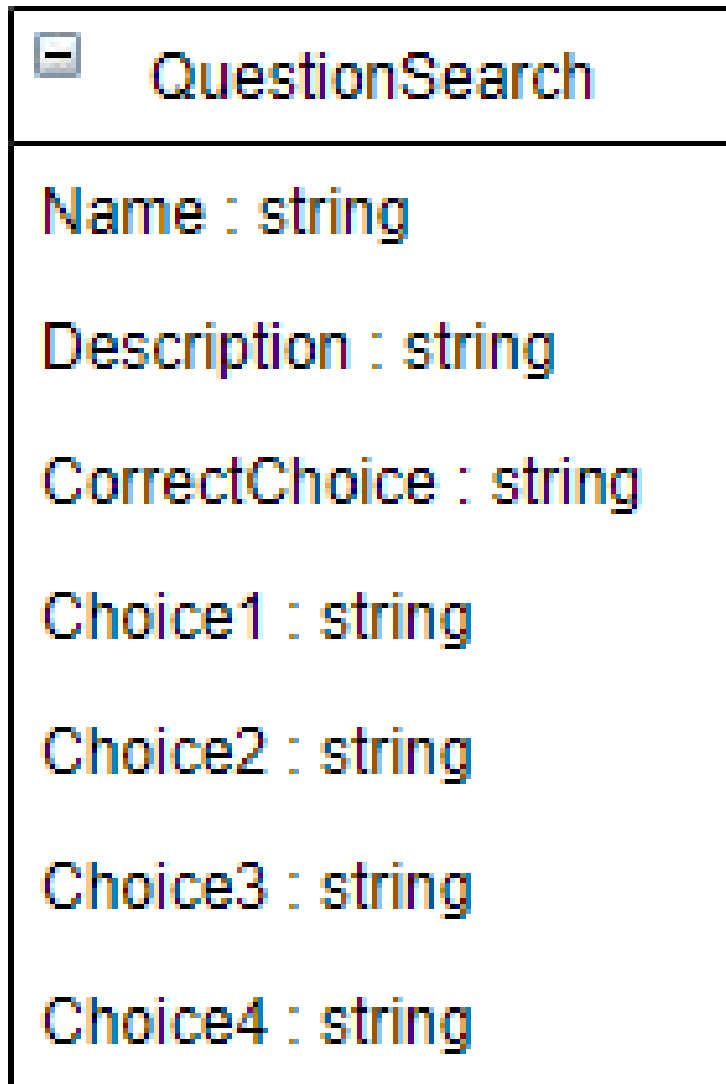 QuestionSearch
Name : string
Description : string
CorrectChoice : string
Choice1 : string
Choice2 : string
Choice3 : string
Choice4 : string